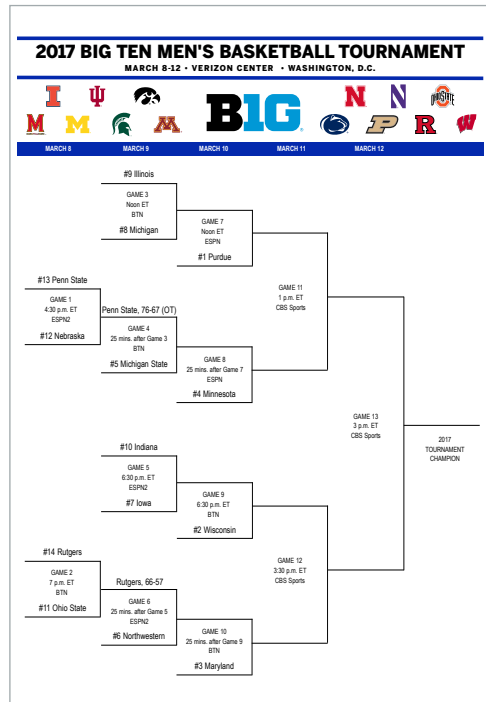 2017 BIG TEN MEN'S BASKETBALL TOURNAMENT
MARCH 8-12 • VERIZON CENTER • WASHINGTON, D.C.
B1G
OHIO STATE
MARCH 8 MARCH 9 MARCH 10 MARCH 11 MARCH 12
#9 Illinois
GAME 3
Noon ET
BTN
#8 Michigan
GAME 7
Noon ET
ESPN
#1 Purdue
GAME 11
1 p.m. ET
CBS Sports
#13 Penn State
GAME 1
4:30 p.m. ET
ESPN2
#12 Nebraska
Penn State, 76-67 (OT)
GAME 4
25 mins. after Game 3
BTN
#5 Michigan State
GAME 8
25 mins. after Game 7
ESPN
#4 Minnesota
GAME 13
3 p.m. ET
CBS Sports
2017
TOURNAMENT
CHAMPION
#10 Indiana
GAME 5
6:30 p.m. ET
ESPN2
#7 Iowa
GAME 9
6:30 p.m. ET
BTN
#2 Wisconsin
GAME 12
3:30 p.m. ET
CBS Sports
#14 Rutgers
GAME 2
7 p.m. ET
BTN
#11 Ohio State
Rutgers, 66-57
GAME 6
25 mins. after Game 5
ESPN2
#6 Northwestern
GAME 10
25 mins. after Game 9
BTN
#3 Maryland